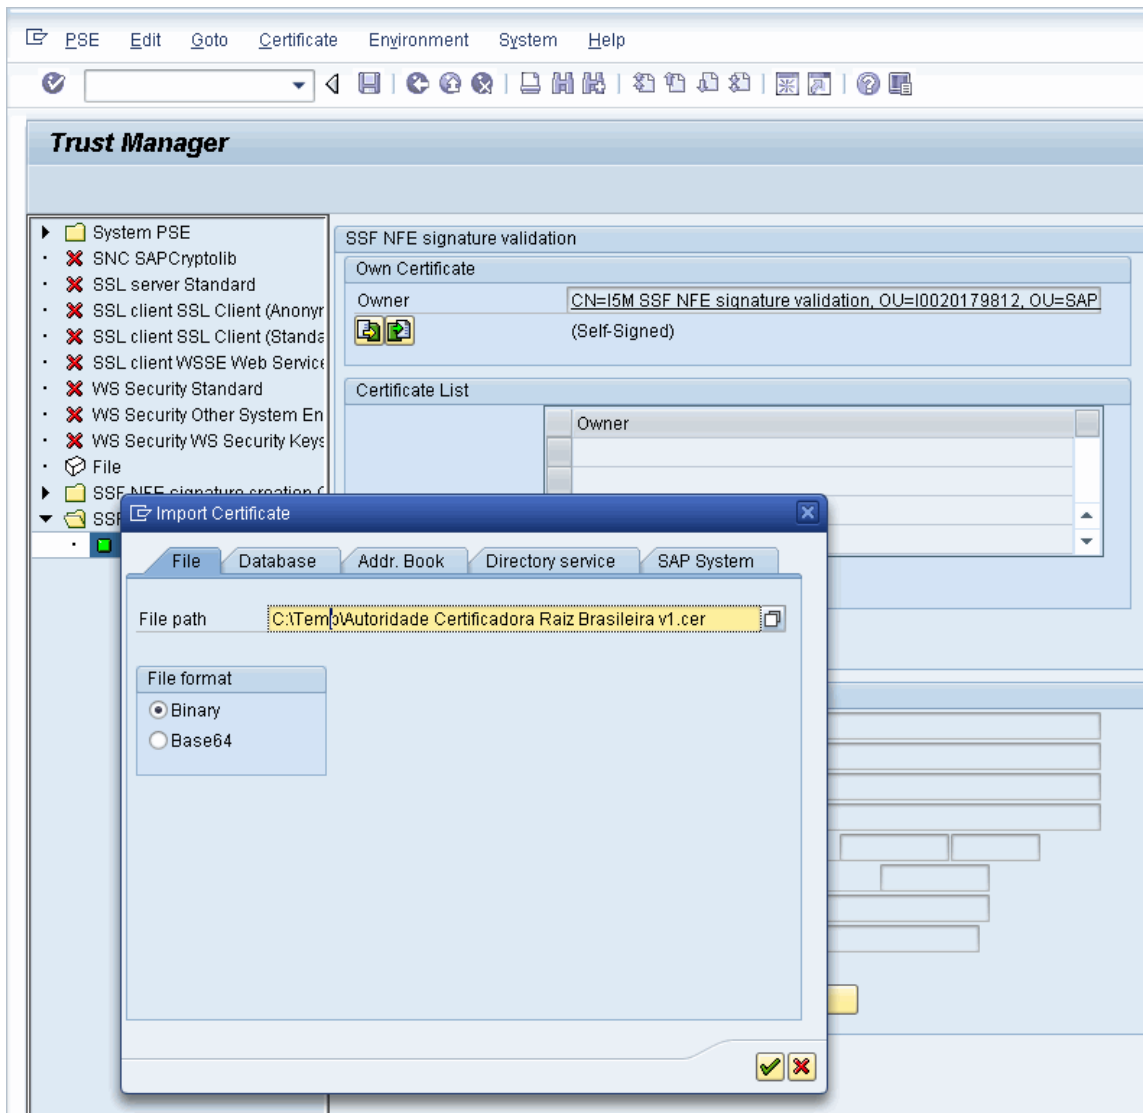 PSE Edit Goto Certificate Environment System Help
Trust Manager
System PSE
SNC SAPCryptolib
SSL server Standard
SSL client SSL Client (Anonyr
SSL client SSL Client (Standa
SSL client WSSE Web Service
WS Security Standard
WS Security Other System En
WS Security WS Security Keys
File
SSF NFE signature creation (
SSF
SSF NFE signature validation
Own Certificate
Owner CN=I5M SSF NFE signature validation, OU=I0020179812, OU=SAP
(Self-Signed)
Certificate List
Owner
Import Certificate
File Database Addr. Book Directory service SAP System
File path C:\Temp\Autoridade Certificadora Raiz Brasileira v1.cer
File format
Binary
Base64